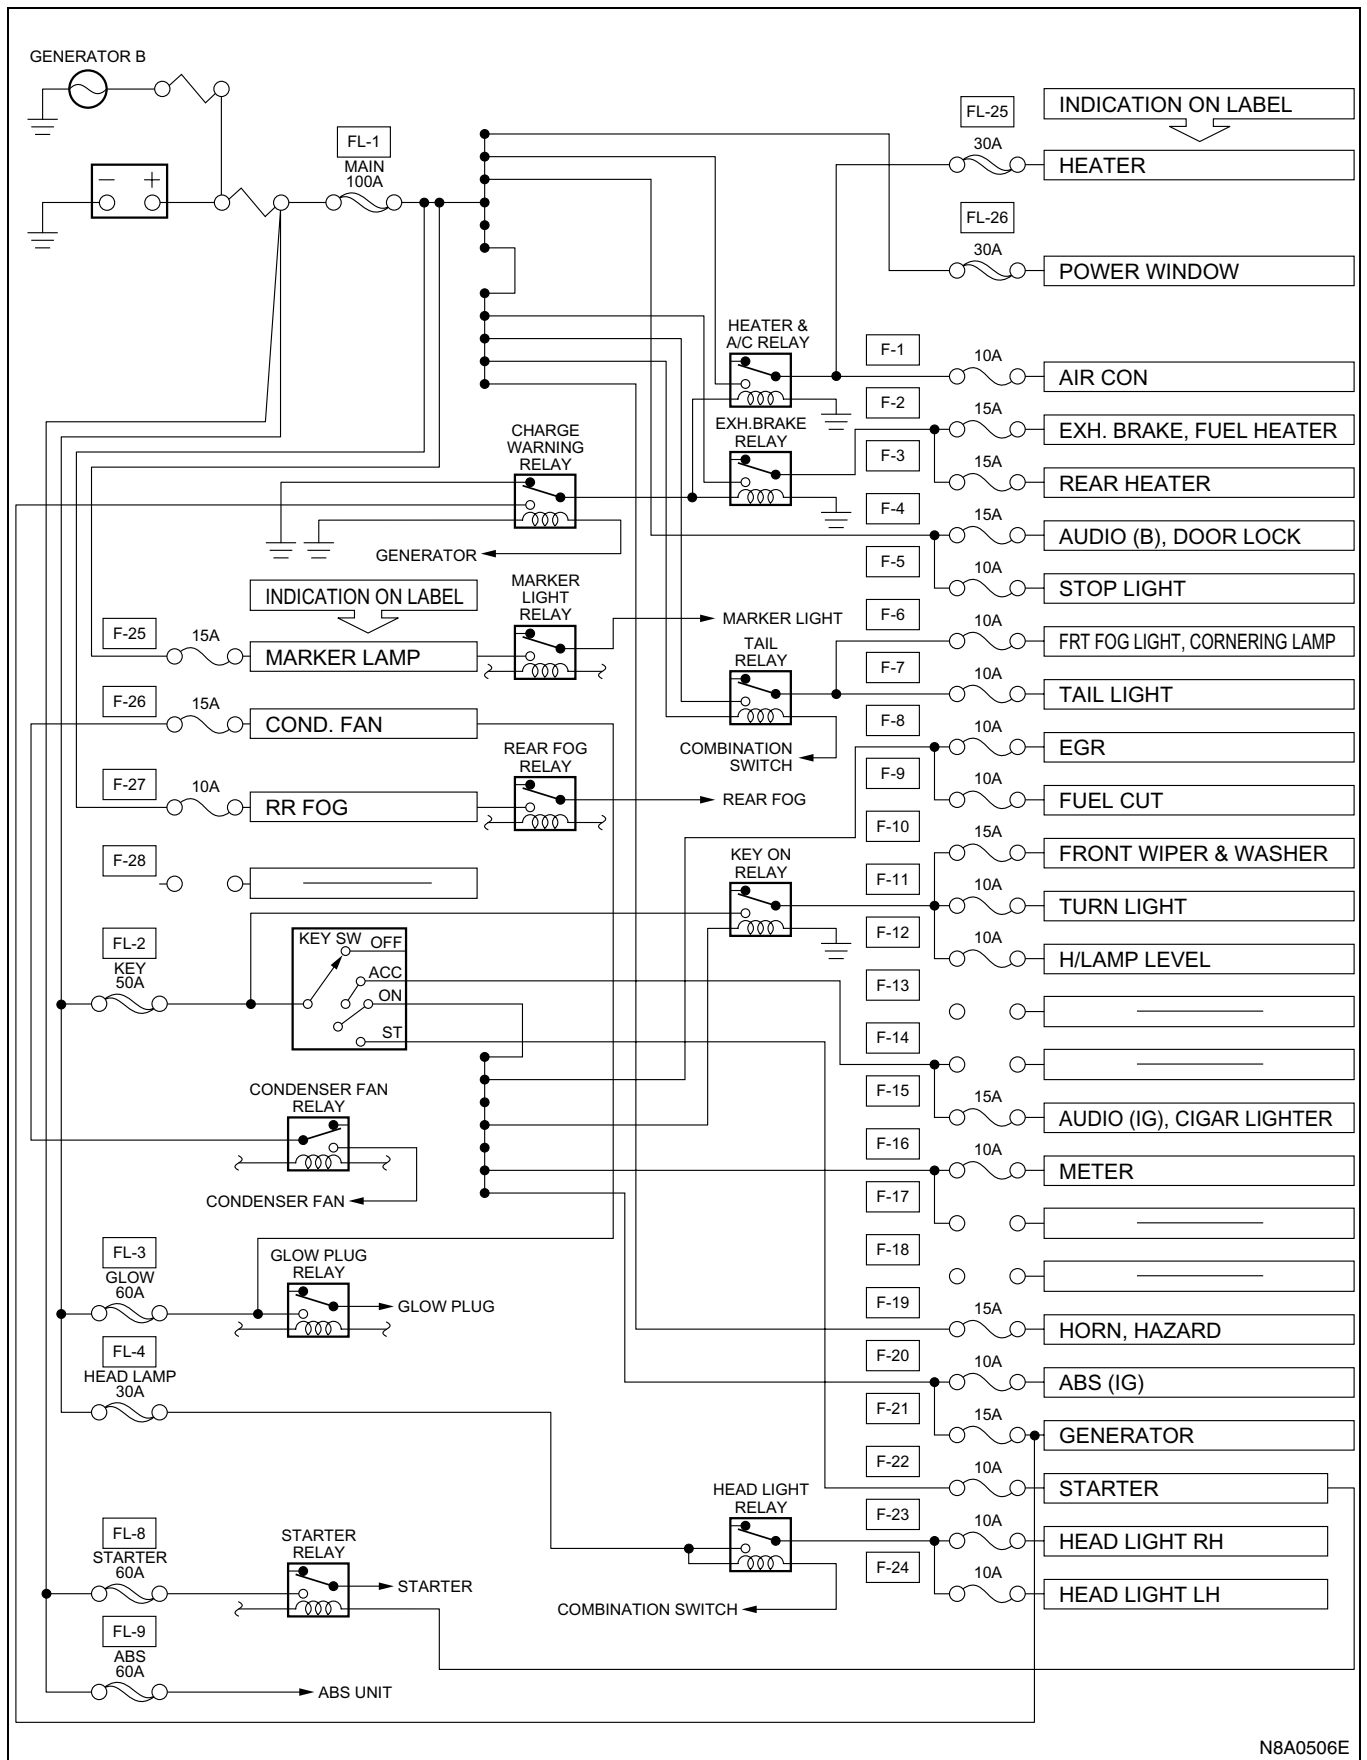 GENERATOR B
FL-1
MAIN
100A
− +
FL-25
30A
INDICATION ON LABEL
HEATER
FL-26
30A
POWER WINDOW
HEATER &
A/C RELAY
F-1
10A
AIR CON
F-2
15A
EXH. BRAKE, FUEL HEATER
EXH.BRAKE
RELAY
F-3
15A
REAR HEATER
CHARGE
WARNING
RELAY
GENERATOR
F-4
15A
AUDIO (B), DOOR LOCK
F-5
10A
STOP LIGHT
INDICATION ON LABEL
F-25
15A
MARKER LAMP
MARKER
LIGHT
RELAY
MARKER LIGHT
F-6
10A
FRT FOG LIGHT, CORNERING LAMP
TAIL
RELAY
F-7
10A
TAIL LIGHT
F-26
15A
COND. FAN
COMBINATION
SWITCH
F-8
10A
EGR
F-27
10A
RR FOG
REAR FOG
RELAY
REAR FOG
F-9
10A
FUEL CUT
F-28
F-10
15A
FRONT WIPER & WASHER
KEY ON
RELAY
F-11
10A
TURN LIGHT
F-12
10A
H/LAMP LEVEL
FL-2
KEY
50A
KEY SW
OFF
ACC
ON
ST
F-13
F-14
F-15
15A
AUDIO (IG), CIGAR LIGHTER
CONDENSER FAN
RELAY
CONDENSER FAN
F-16
10A
METER
F-17
F-18
FL-3
GLOW
60A
GLOW PLUG
RELAY
GLOW PLUG
F-19
15A
HORN, HAZARD
FL-4
HEAD LAMP
30A
F-20
10A
ABS (IG)
F-21
15A
GENERATOR
F-22
10A
STARTER
HEAD LIGHT
RELAY
F-23
10A
HEAD LIGHT RH
F-24
10A
HEAD LIGHT LH
COMBINATION SWITCH
FL-8
STARTER
60A
STARTER
RELAY
STARTER
FL-9
ABS
60A
ABS UNIT
N8A0506E